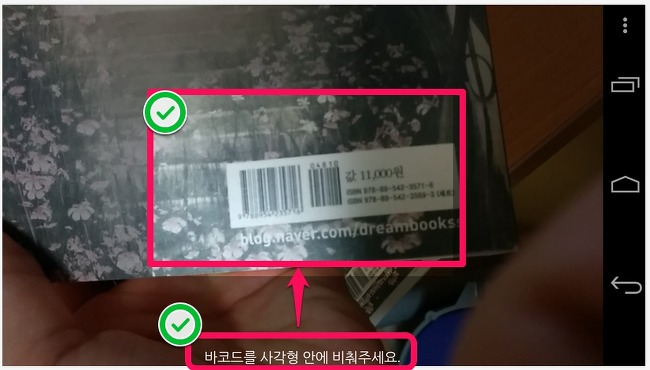 04810
값 11,000원
ISBN 978-89-542-3571-6
ISBN 978-89-542-3569-3 (세트)
blog.naver.com/dreambooks
바코드를 사각형 안에 비춰주세요.